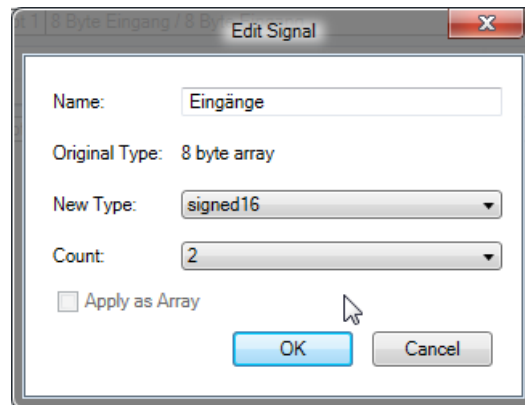 8 Byte Eingang / 8 By
Edit Signal
Name: Eingänge
Original Type: 8 byte array
New Type: signed16
Count: 2
Apply as Array
OK Cancel